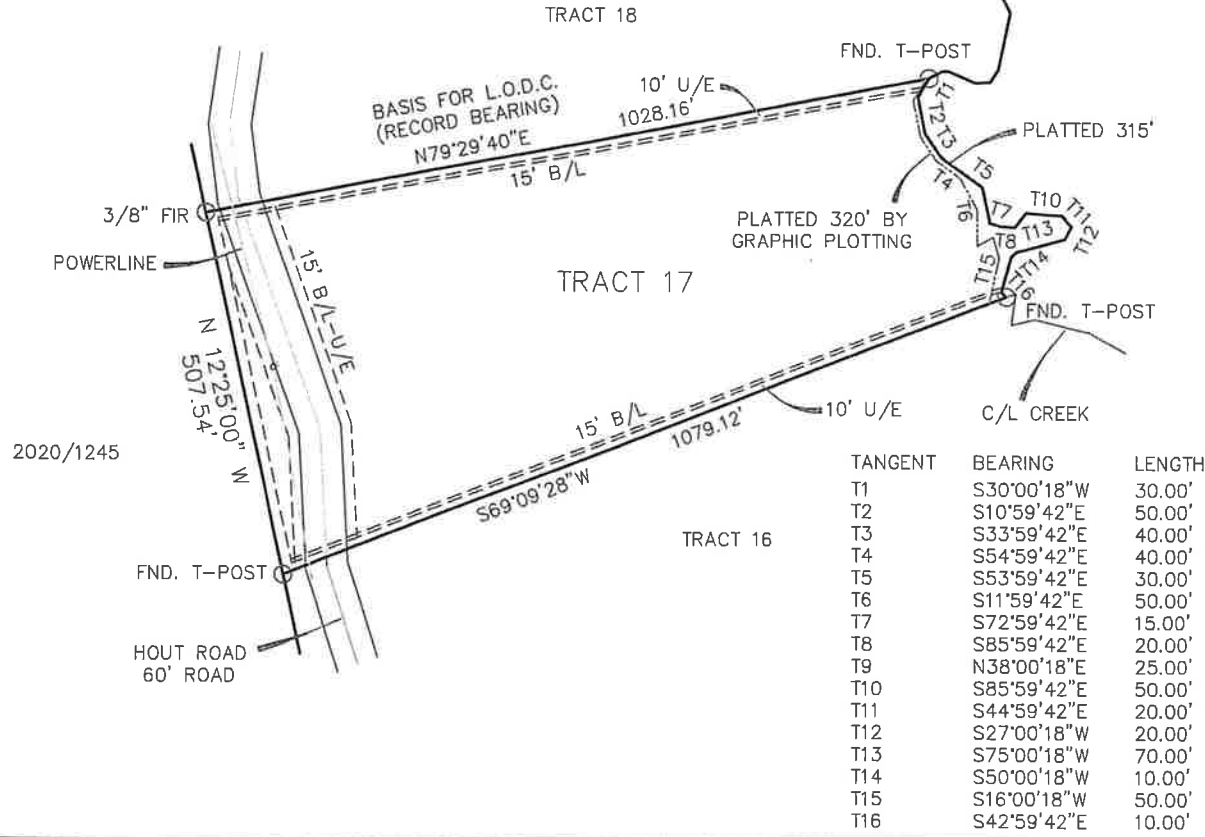 TRACT 18
FND. T-POST
10' U/E
BASIS FOR L.O.D.C.
(RECORD BEARING)
1028.16'
N79°29'40"E
15' B/L
T1
T2
T3
PLATTED 315'
T4
T5
T6
T7
T10
T11
T12
T8
T13
T14
T15
T16
3/8" FIR
POWERLINE
PLATTED 320' BY
GRAPHIC PLOTTING
TRACT 17
15' B/L-U/E
FND. T-POST
N 12°25'00" W
507.54'
15' B/L
1079.12'
10' U/E
C/L CREEK
2020/1245
S69°09'28"W
TRACT 16
FND. T-POST
HOUT ROAD
60' ROAD
TANGENT BEARING LENGTH
T1 S30°00'18"W 30.00'
T2 S10°59'42"E 50.00'
T3 S33°59'42"E 40.00'
T4 S54°59'42"E 40.00'
T5 S53°59'42"E 30.00'
T6 S11°59'42"E 50.00'
T7 S72°59'42"E 15.00'
T8 S85°59'42"E 20.00'
T9 N38°00'18"E 25.00'
T10 S85°59'42"E 50.00'
T11 S44°59'42"E 20.00'
T12 S27°00'18"W 20.00'
T13 S75°00'18"W 70.00'
T14 S50°00'18"W 10.00'
T15 S16°00'18"W 50.00'
T16 S42°59'42"E 10.00'